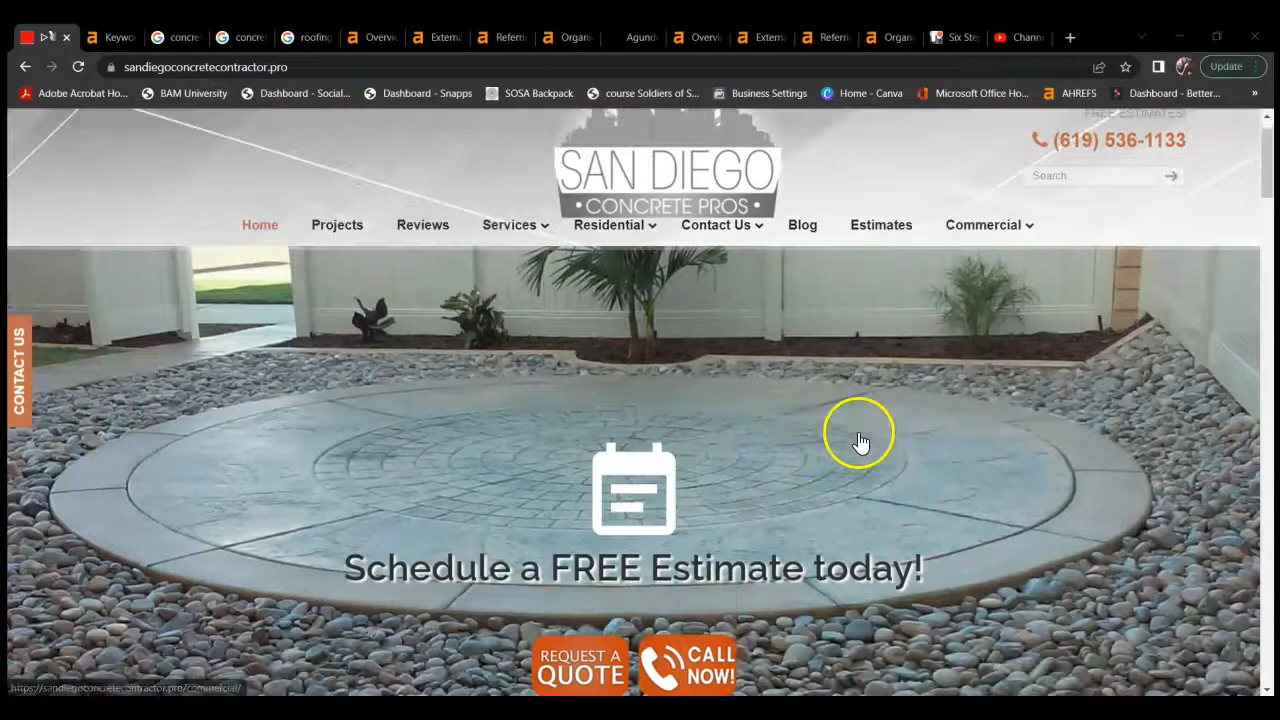 Keywo
concre
concre
roofing
Overvi
Externa
Referri
Organi
Agund
Overvi
Externa
Referri
Organi
Six Ste
Chann
sandiegoconcretecontractor.pro
Update
Adobe Acrobat Ho...
BAM University
Dashboard - Social...
Dashboard - Snapps
SOSA Backpack
course Soldiers of S...
Business Settings
Home - Canva
Microsoft Office Ho...
AHREFS
Dashboard - Better...
»
FREE ESTIMATES!
(619) 536-1133
Search...
SAN DIEGO
• CONCRETE PROS •
Home
Projects
Reviews
Services
Residential
Contact Us
Blog
Estimates
Commercial
CONTACT US
Schedule a FREE Estimate today!
REQUEST A
QUOTE
CALL
NOW!
https://sandiegoconcretecontractor.pro/commercial/